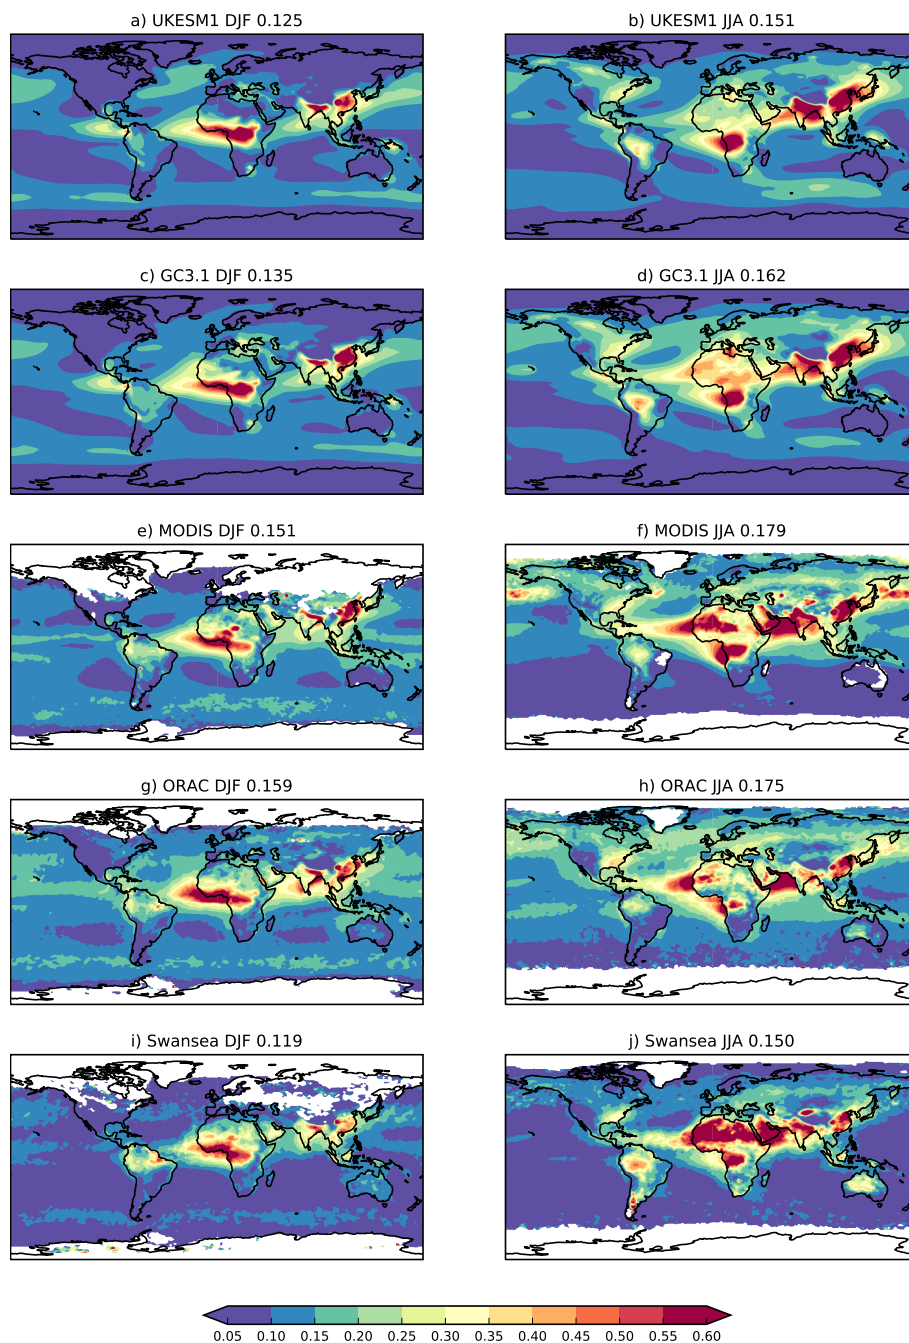 a) UKESM1 DJF 0.125
b) UKESM1 JJA 0.151
c) GC3.1 DJF 0.135
d) GC3.1 JJA 0.162
e) MODIS DJF 0.151
f) MODIS JJA 0.179
g) ORAC DJF 0.159
h) ORAC JJA 0.175
i) Swansea DJF 0.119
j) Swansea JJA 0.150
0.05 0.10 0.15 0.20 0.25 0.30 0.35 0.40 0.45 0.50 0.55 0.60